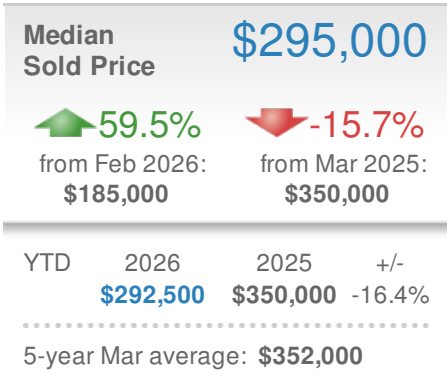 Median $295,000
Sold Price
59.5% -15.7%
from Feb 2026: from Mar 2025:
$185,000 $350,000
YTD 2026 2025 +/-
$292,500 $350,000 -16.4%
5-year Mar average: $352,000